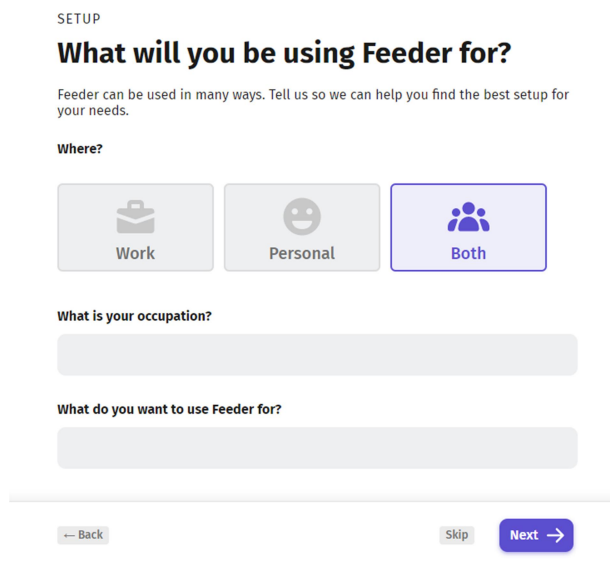 SETUP
What will you be using Feeder for?
Feeder can be used in many ways. Tell us so we can help you find the best setup for
your needs.
Where?
Work
Personal
Both
What is your occupation?
What do you want to use Feeder for?
← Back
Skip
Next →